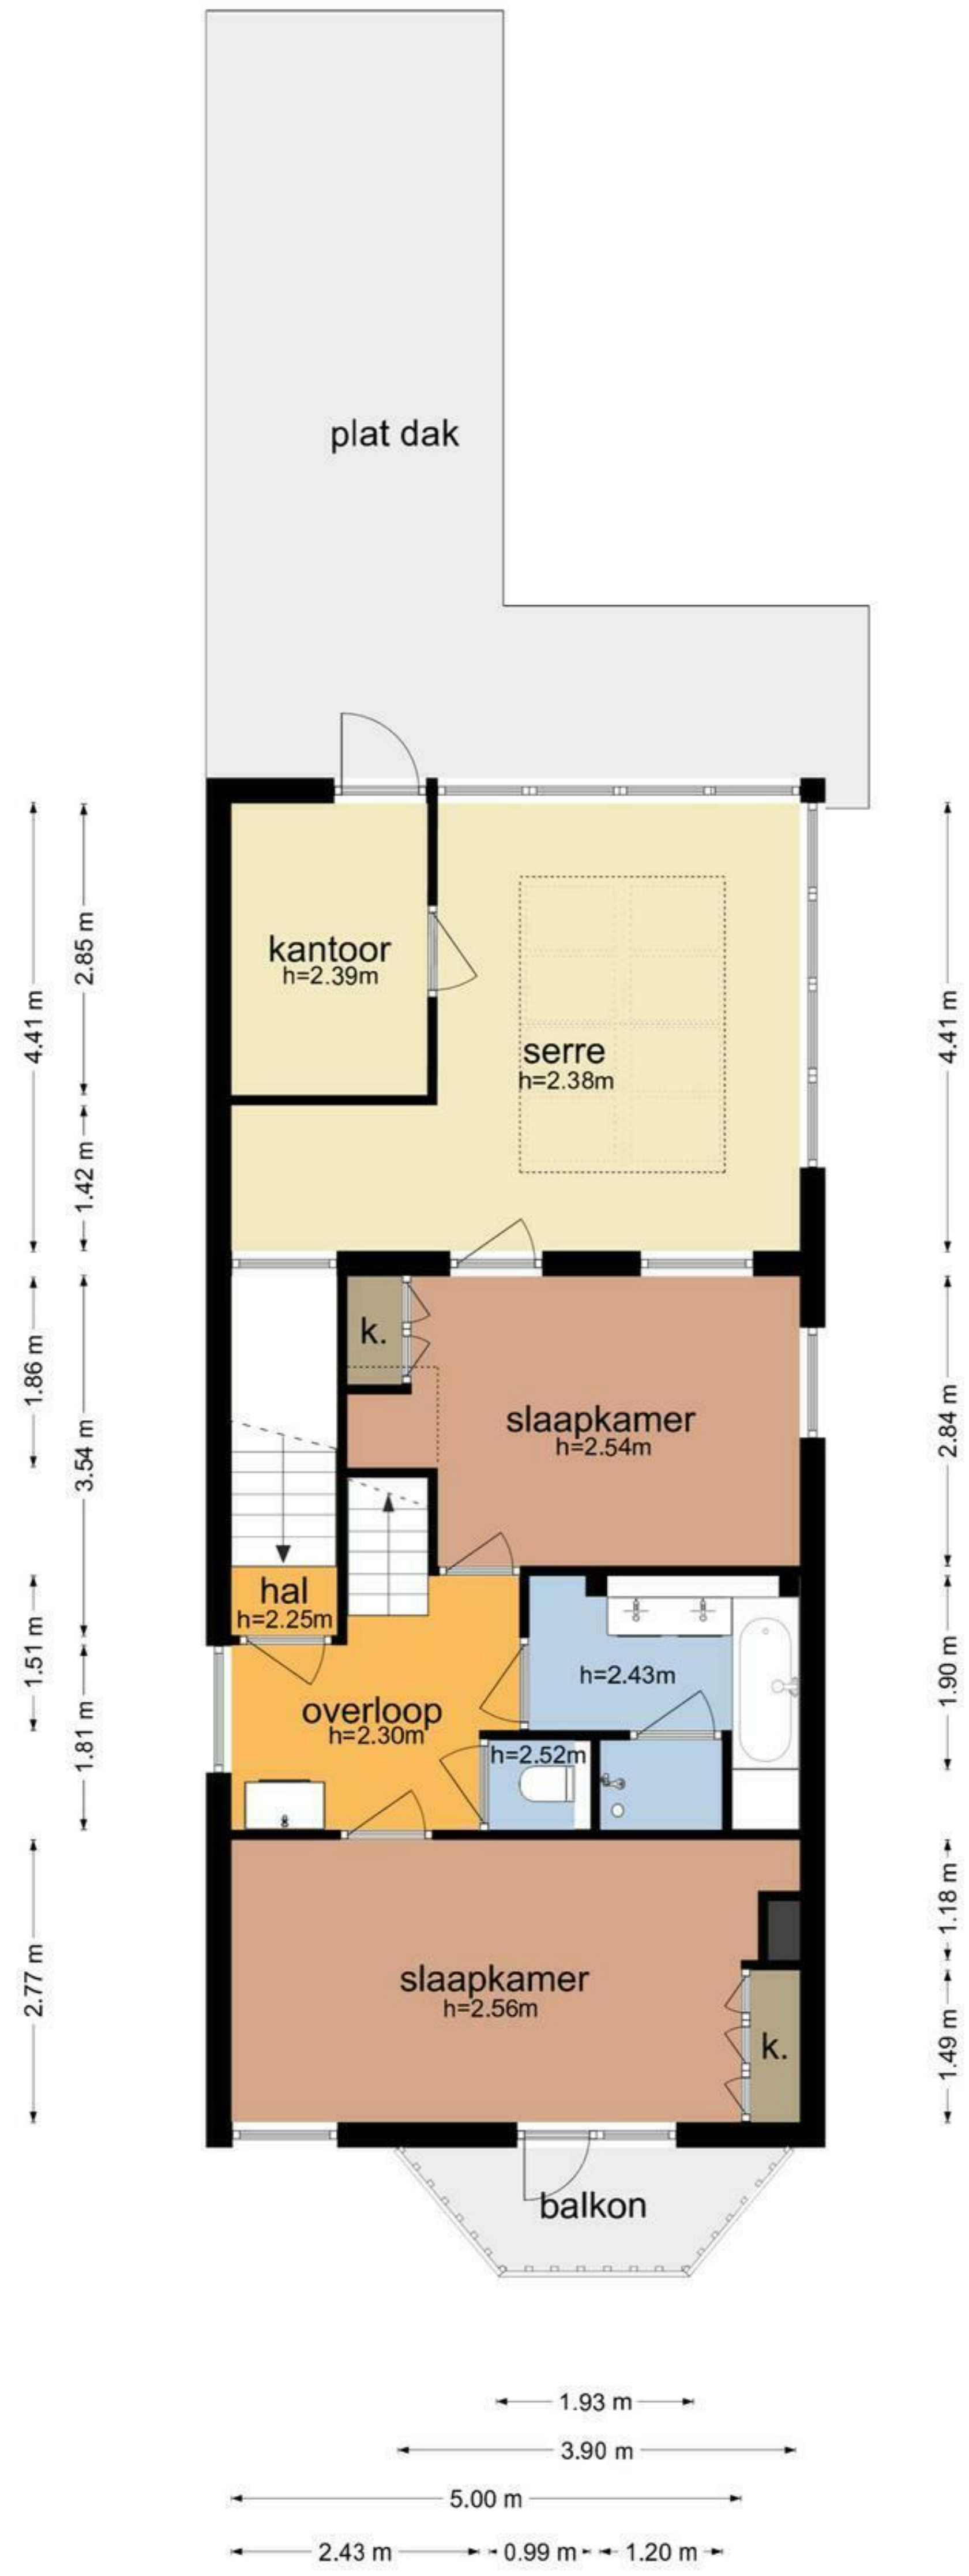 plat dak
kantoor
h=2.39m
serre
h=2.38m
k.
slaapkamer
h=2.54m
hal
h=2.25m
h=2.43m
overloop
h=2.30m
h=2.52m
slaapkamer
h=2.56m
k.
balkon
4.41 m
2.85 m
1.42 m
1.86 m
3.54 m
1.51 m
1.81 m
2.77 m
4.41 m
2.84 m
1.90 m
1.18 m
1.49 m
1.93 m
3.90 m
5.00 m
2.43 m
0.99 m
1.20 m